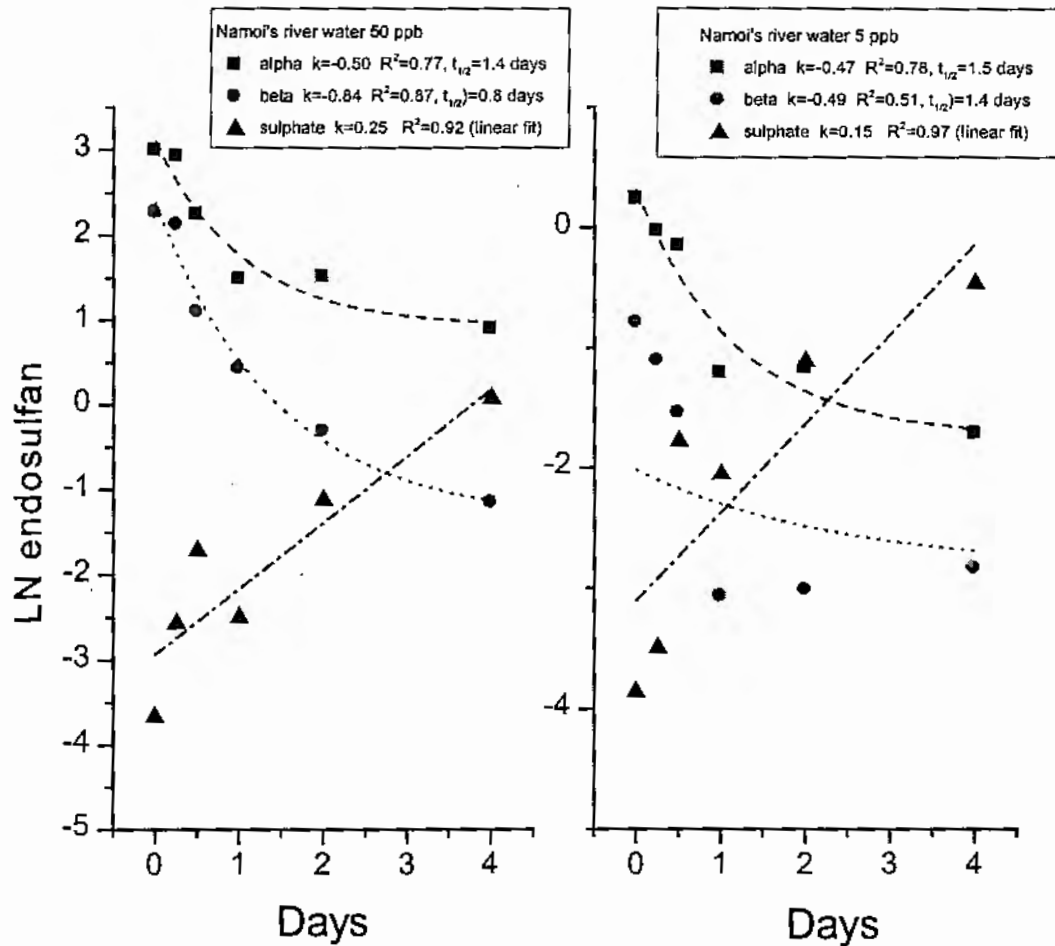 Namoi's river water 50 ppb
alpha k=-0.50 R²=0.77, t1/2=1.4 days
beta k=-0.84 R²=0.87, t1/2)=0.8 days
sulphate k=0.25 R²=0.92 (linear fit)
Namoi's river water 5 ppb
alpha k=-0.47 R²=0.78, t1/2=1.5 days
beta k=-0.49 R²=0.51, t1/2)=1.4 days
sulphate k=0.15 R²=0.97 (linear fit)
LN endosulfan
3
2
1
0
-1
-2
-3
-4
-5
0 1 2 3 4
Days
0
-2
-4
0 1 2 3 4
Days